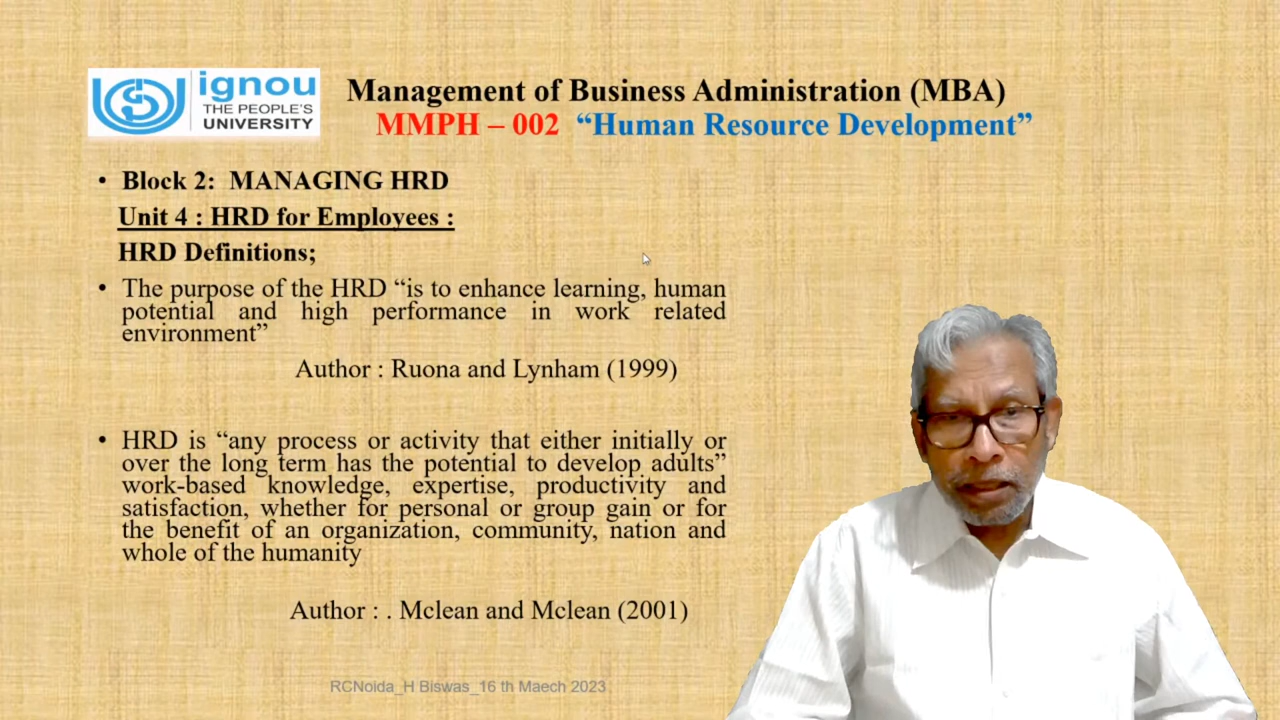 ignou
THE PEOPLE'S
UNIVERSITY
Management of Business Administration (MBA)
MMPH – 002 “Human Resource Development”
• Block 2: MANAGING HRD
Unit 4 : HRD for Employees :
HRD Definitions;
• The purpose of the HRD “is to enhance learning, human
potential and high performance in work related
environment”
Author : Ruona and Lynham (1999)
• HRD is “any process or activity that either initially or
over the long term has the potential to develop adults”
work-based knowledge, expertise, productivity and
satisfaction, whether for personal or group gain or for
the benefit of an organization, community, nation and
whole of the humanity
Author : . Mclean and Mclean (2001)
RCNoida_H Biswas_16 th Maech 2023